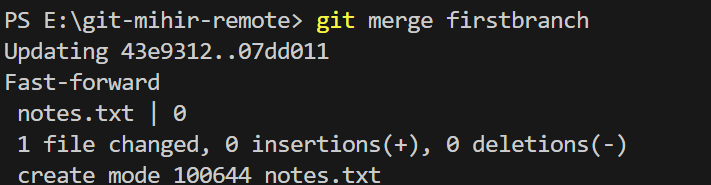 PS E:\git-mihir-remote> git merge firstbranch
Updating 43e9312..07dd011
Fast-forward
 notes.txt | 0
 1 file changed, 0 insertions(+), 0 deletions(-)
 create mode 100644 notes.txt